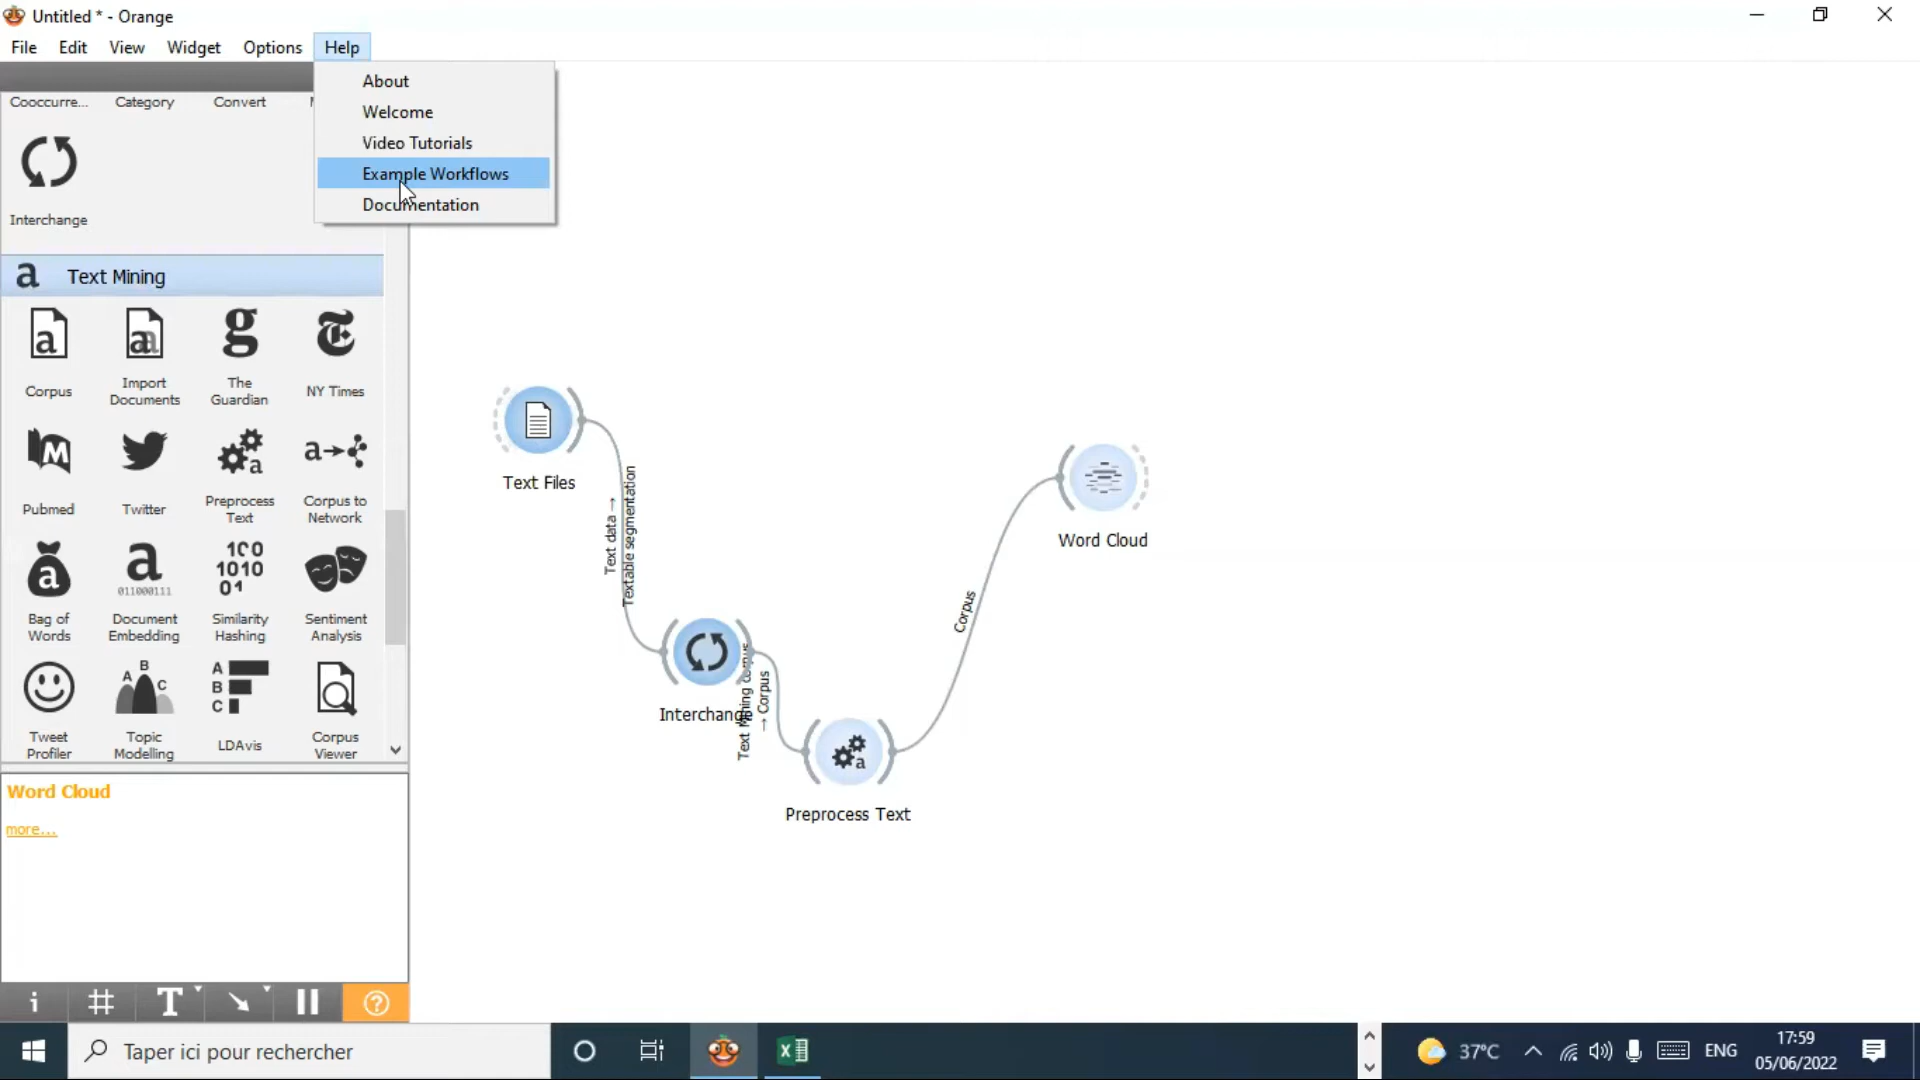 Untitled * - Orange
File Edit View Widget Options Help
About
Welcome
Video Tutorials
Example Workflows
Documentation
Cooccurre... Category Convert
Interchange
Text Mining
Corpus
Import Documents
The Guardian
NY Times
Pubmed
Twitter
Preprocess Text
Corpus to Network
Bag of Words
Document Embedding
Similarity Hashing
Sentiment Analysis
Tweet Profiler
Topic Modelling
LDAvis
Corpus Viewer
Text Files
Text data →
Textable segmentation
Interchange
Text Mining corpus
→ Corpus
Preprocess Text
Corpus
Word Cloud
Word Cloud
more...
Taper ici pour rechercher
37°C
ENG
17:59
05/06/2022